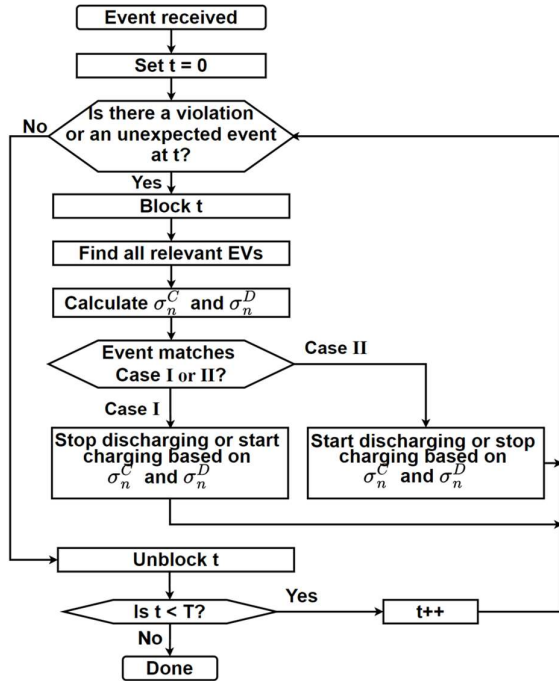 Event received
Set t = 0
Is there a violation
or an unexpected event
at t?
No
Yes
Block t
Find all relevant EVs
Calculate σ_n^C and σ_n^D
Event matches
Case I or II?
Case II
Case I
Stop discharging or start
charging based on
σ_n^C and σ_n^D
Start discharging or stop
charging based on
σ_n^C and σ_n^D
Unblock t
Is t < T?
Yes
t++
No
Done